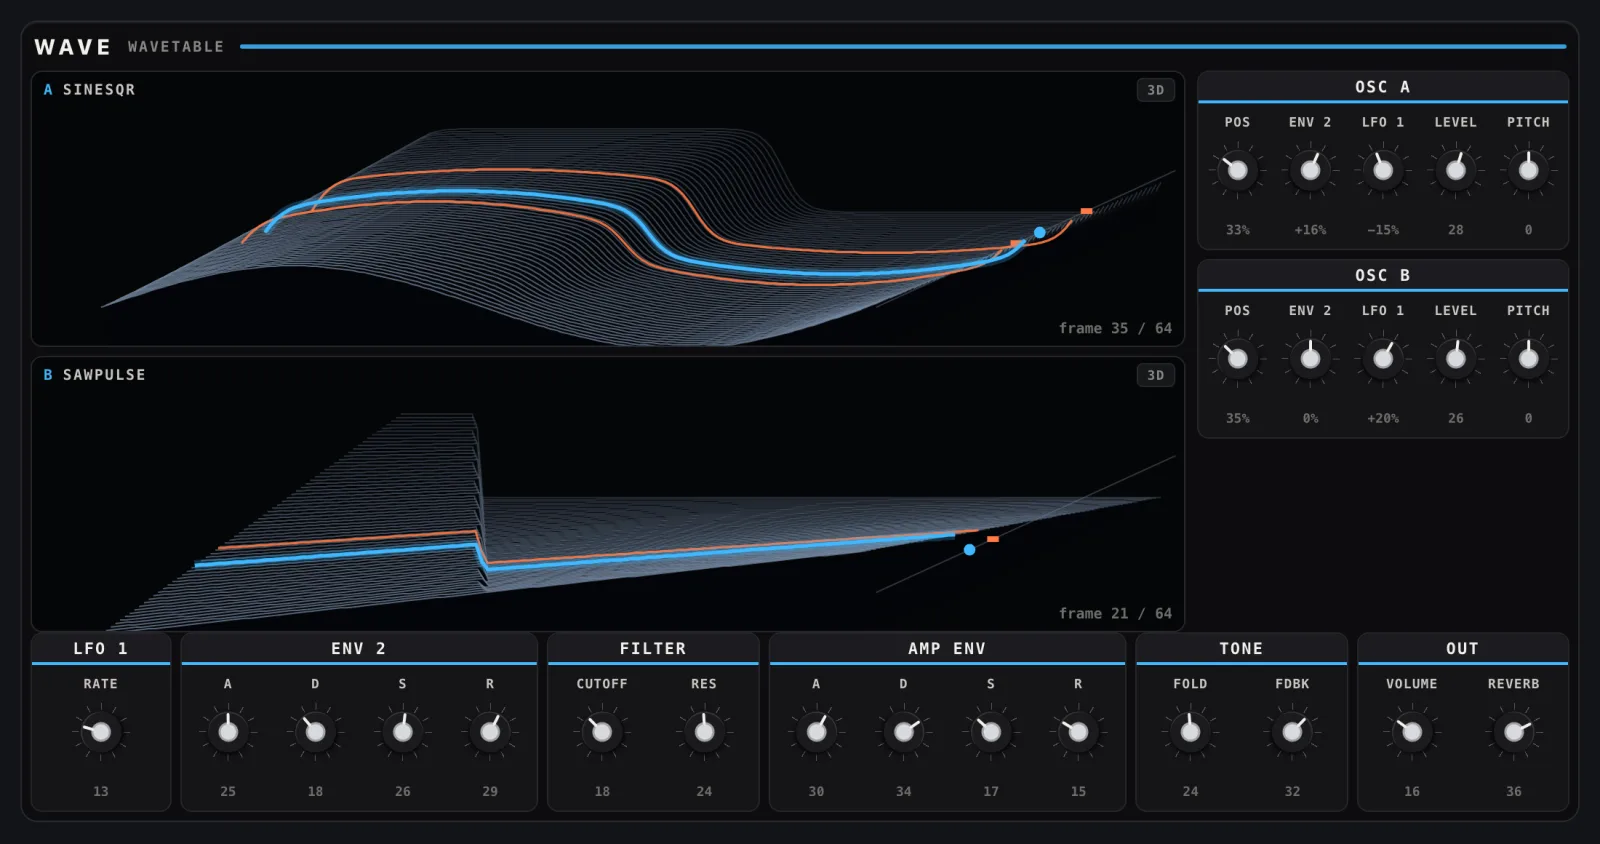 WAVE WAVETABLE
A SINESQR
3D
frame 35 / 64
B SAWPULSE
3D
frame 21 / 64
OSC A
POS ENV 2 LFO 1 LEVEL PITCH
33% +16% −15% 28 0
OSC B
POS ENV 2 LFO 1 LEVEL PITCH
35% 0% +20% 26 0
LFO 1
RATE
13
ENV 2
A D S R
25 18 26 29
FILTER
CUTOFF RES
18 24
AMP ENV
A D S R
30 34 17 15
TONE
FOLD FDBK
24 32
OUT
VOLUME REVERB
16 36